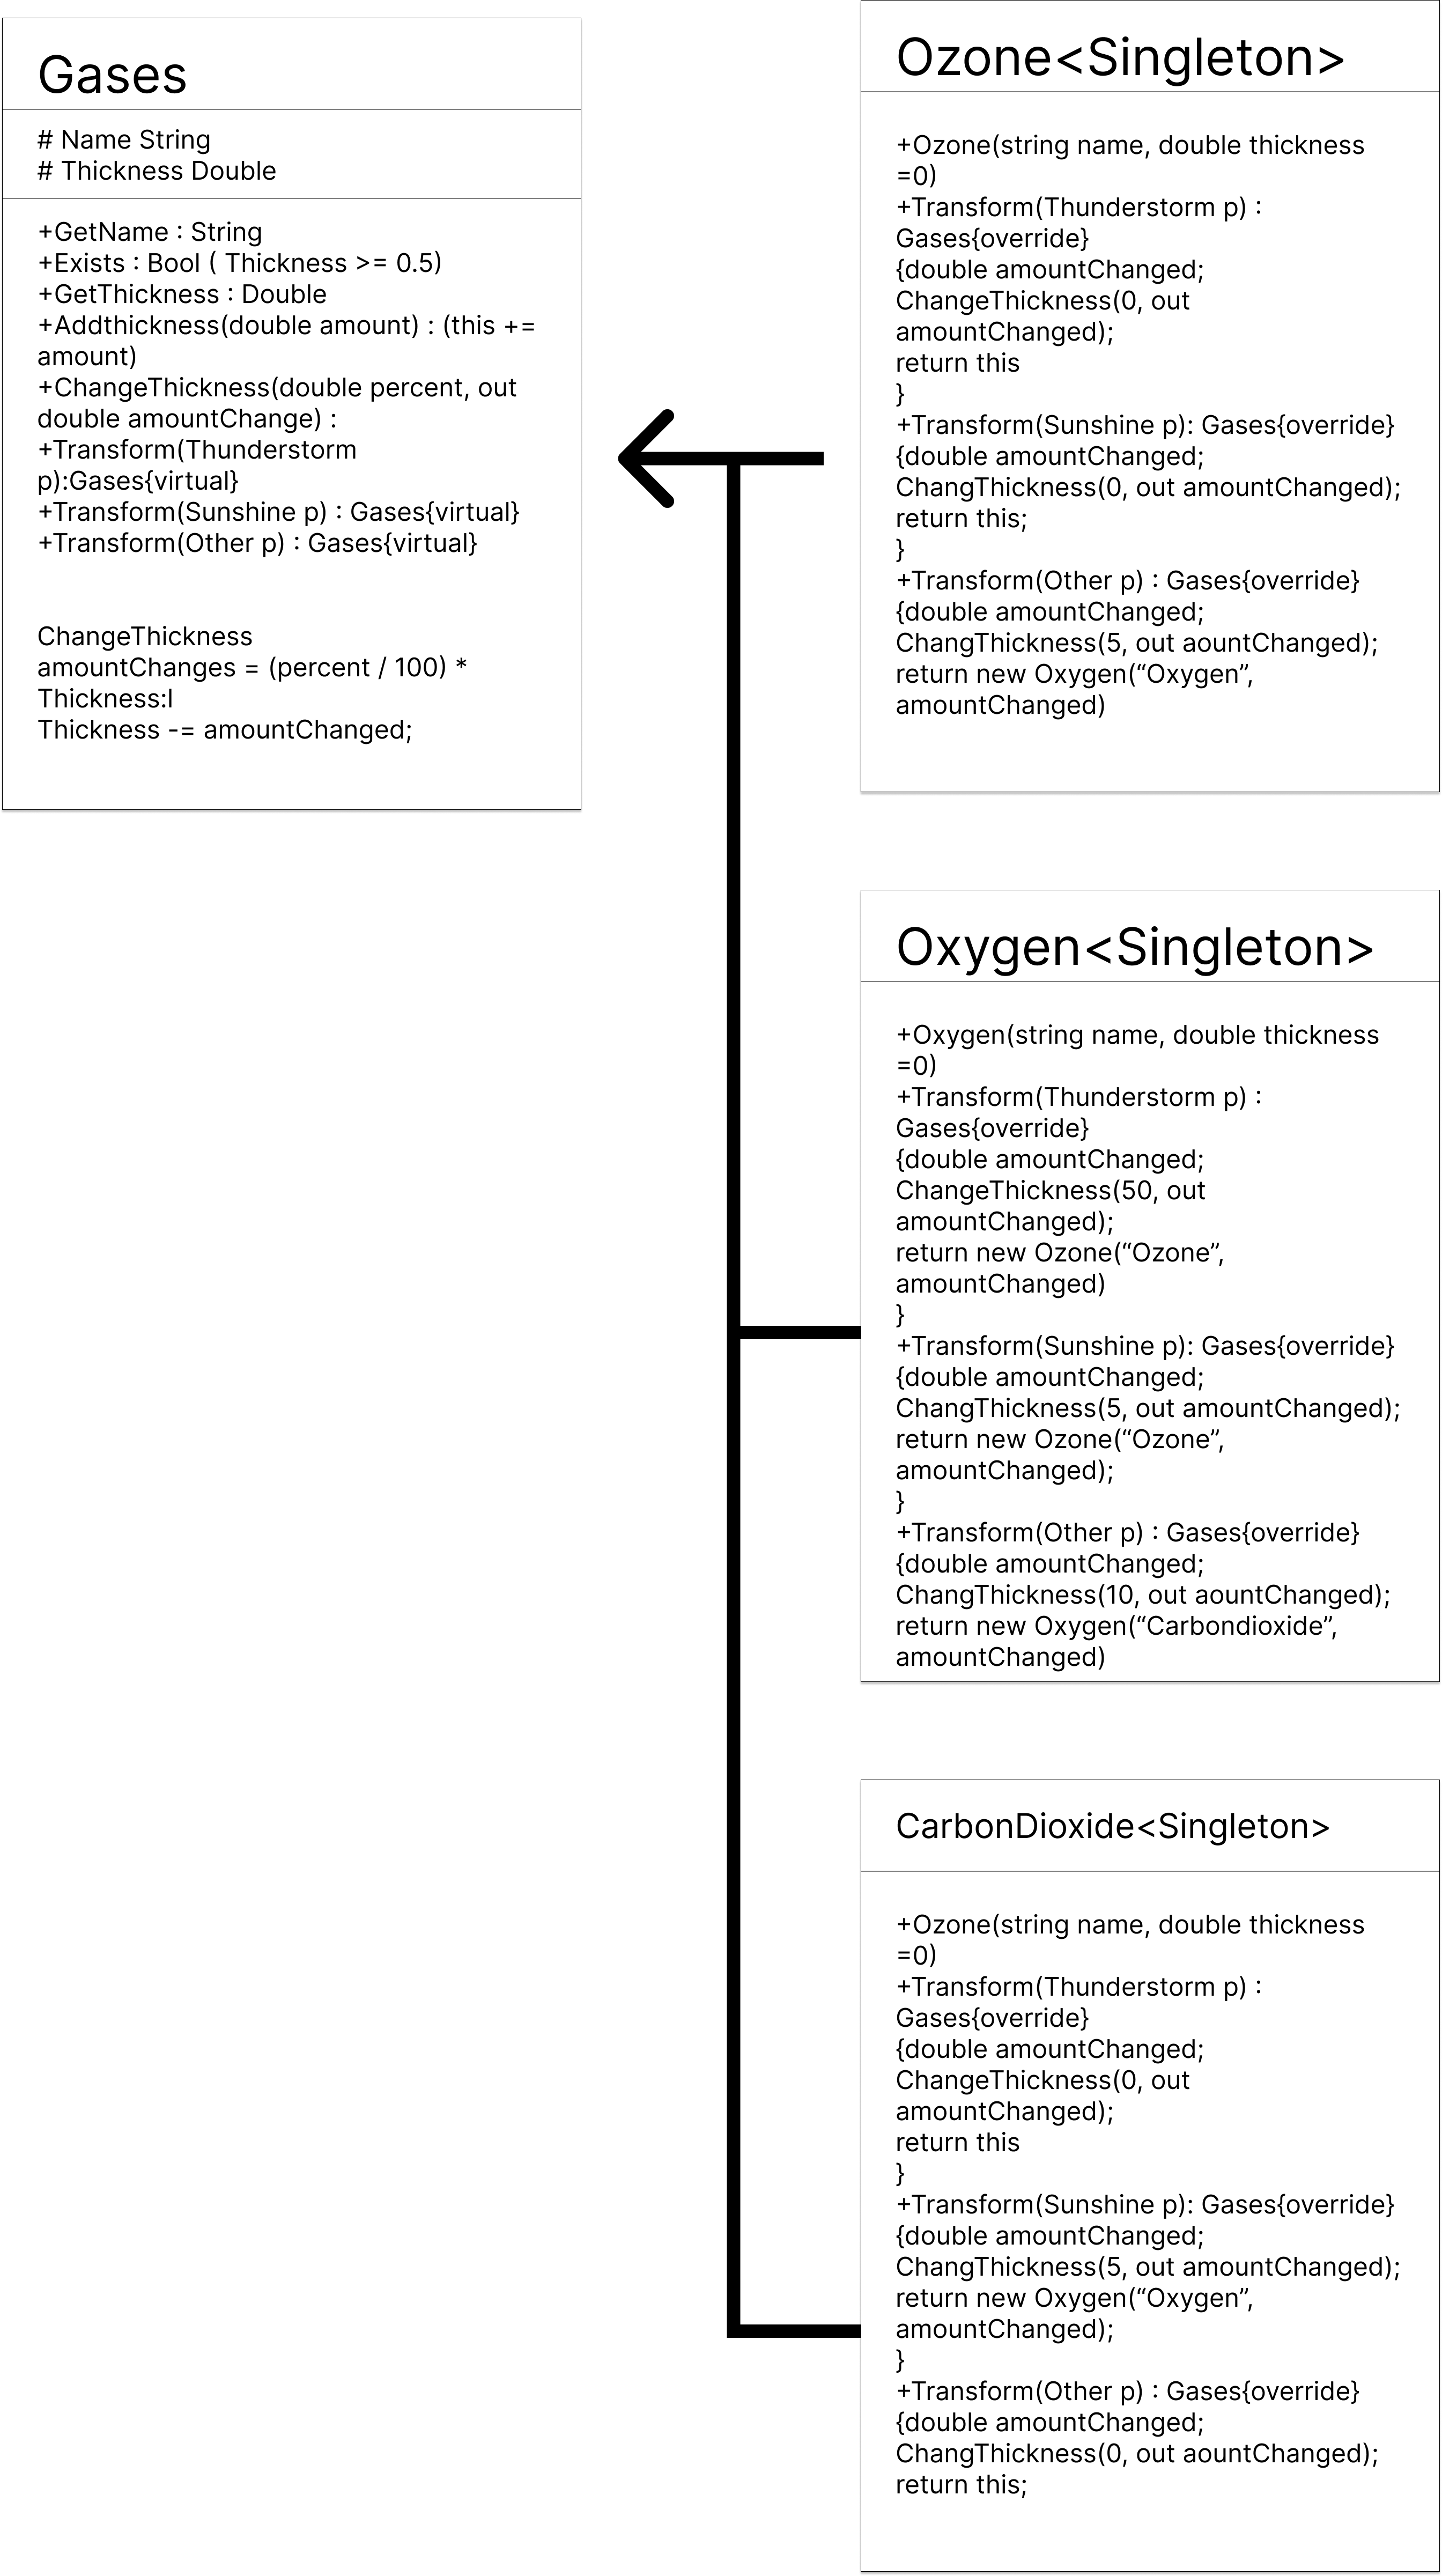 Gases
# Name String
# Thickness Double
+GetName : String
+Exists : Bool ( Thickness >= 0.5)
+GetThickness : Double
+Addthickness(double amount) : (this +=
amount)
+ChangeThickness(double percent, out
double amountChange) :
+Transform(Thunderstorm
p):Gases{virtual}
+Transform(Sunshine p) : Gases{virtual}
+Transform(Other p) : Gases{virtual}
ChangeThickness
amountChanges = (percent / 100) *
Thickness:l
Thickness -= amountChanged;
Ozone<Singleton>
+Ozone(string name, double thickness
=0)
+Transform(Thunderstorm p) :
Gases{override}
{double amountChanged;
ChangeThickness(0, out
amountChanged);
return this
}
+Transform(Sunshine p): Gases{override}
{double amountChanged;
ChangThickness(0, out amountChanged);
return this;
}
+Transform(Other p) : Gases{override}
{double amountChanged;
ChangThickness(5, out aountChanged);
return new Oxygen(“Oxygen”,
amountChanged)
Oxygen<Singleton>
+Oxygen(string name, double thickness
=0)
+Transform(Thunderstorm p) :
Gases{override}
{double amountChanged;
ChangeThickness(50, out
amountChanged);
return new Ozone(“Ozone”,
amountChanged)
}
+Transform(Sunshine p): Gases{override}
{double amountChanged;
ChangThickness(5, out amountChanged);
return new Ozone(“Ozone”,
amountChanged);
}
+Transform(Other p) : Gases{override}
{double amountChanged;
ChangThickness(10, out aountChanged);
return new Oxygen(“Carbondioxide”,
amountChanged)
CarbonDioxide<Singleton>
+Ozone(string name, double thickness
=0)
+Transform(Thunderstorm p) :
Gases{override}
{double amountChanged;
ChangeThickness(0, out
amountChanged);
return this
}
+Transform(Sunshine p): Gases{override}
{double amountChanged;
ChangThickness(5, out amountChanged);
return new Oxygen(“Oxygen”,
amountChanged);
}
+Transform(Other p) : Gases{override}
{double amountChanged;
ChangThickness(0, out aountChanged);
return this;